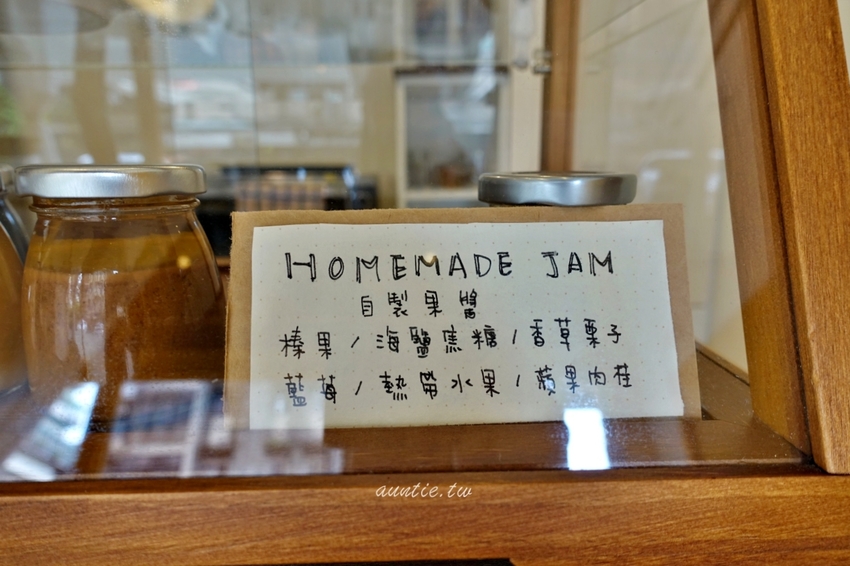 HOMEMADE JAM
自製果醬
榛果/海鹽焦糖/香草栗子
藍莓/熱帶水果/蘋果肉桂
auntie.tw